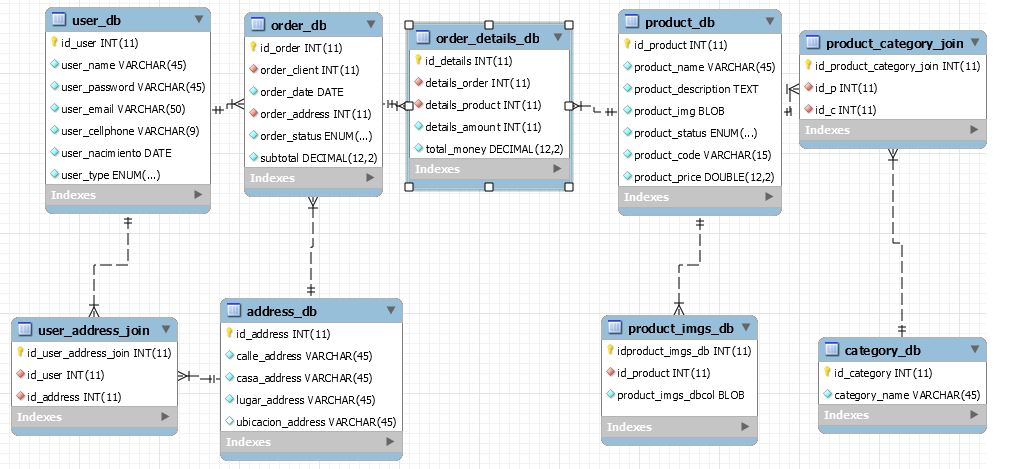 user_db
id_user INT(11)
user_name VARCHAR(45)
user_password VARCHAR(45)
user_email VARCHAR(50)
user_cellphone VARCHAR(9)
user_nacimiento DATE
user_type ENUM(...)
Indexes
order_db
id_order INT(11)
order_client INT(11)
order_date DATE
order_address INT(11)
order_status ENUM(...)
subtotal DECIMAL(12,2)
Indexes
order_details_db
id_details INT(11)
details_order INT(11)
details_product INT(11)
details_amount INT(11)
total_money DECIMAL(12,2)
Indexes
product_db
id_product INT(11)
product_name VARCHAR(45)
product_description TEXT
product_img BLOB
product_status ENUM(...)
product_code VARCHAR(15)
product_price DOUBLE(12,2)
Indexes
product_category_join
id_product_category_join INT(11)
id_p INT(11)
id_c INT(11)
Indexes
user_address_join
id_user_address_join INT(11)
id_user INT(11)
id_address INT(11)
Indexes
address_db
id_address INT(11)
calle_address VARCHAR(45)
casa_address VARCHAR(45)
lugar_address VARCHAR(45)
ubicacion_address VARCHAR(45)
Indexes
product_imgs_db
idproduct_imgs_db INT(11)
id_product INT(11)
product_imgs_dbcol BLOB
Indexes
category_db
id_category INT(11)
category_name VARCHAR(45)
Indexes